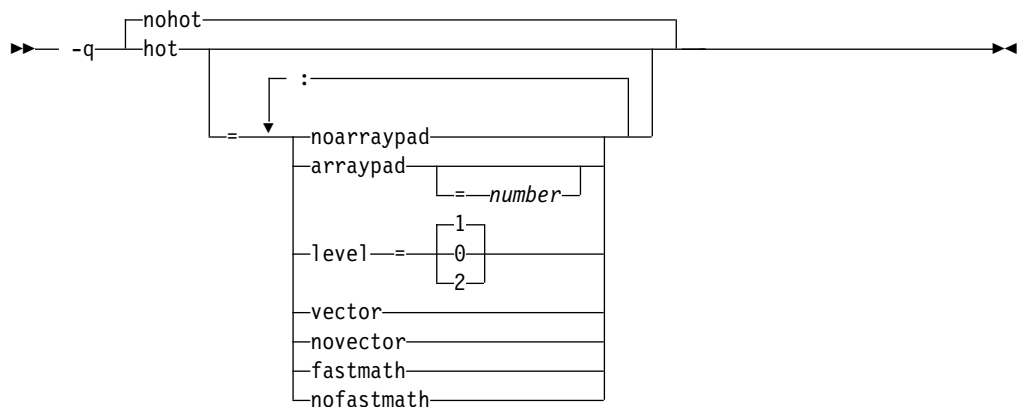 nohot
-q hot
:
= noarraypad
arraypad
= number
1
level = 0
2
vector
novector
fastmath
nofastmath